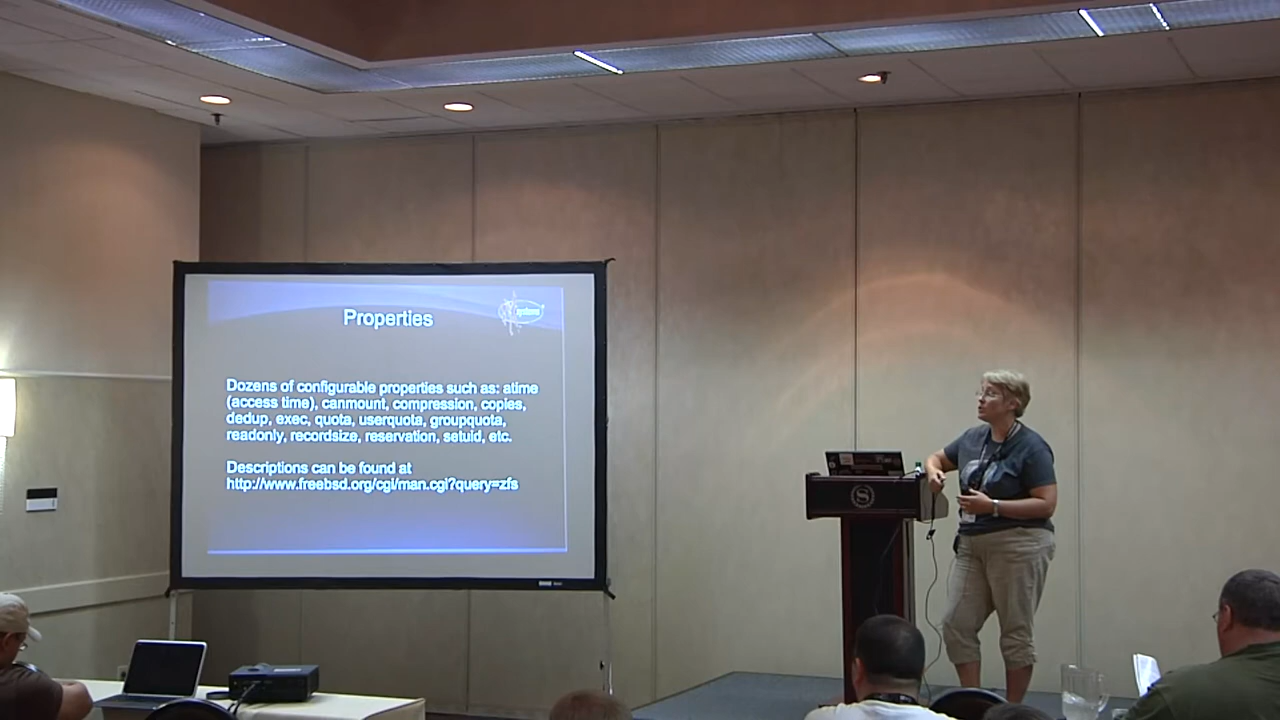 Properties
systems
Dozens of configurable properties such as: atime
(access time), canmount, compression, copies,
dedup, exec, quota, userquota, groupquota,
readonly, recordsize, reservation, setuid, etc.
Descriptions can be found at
http://www.freebsd.org/cgi/man.cgi?query=zfs
S